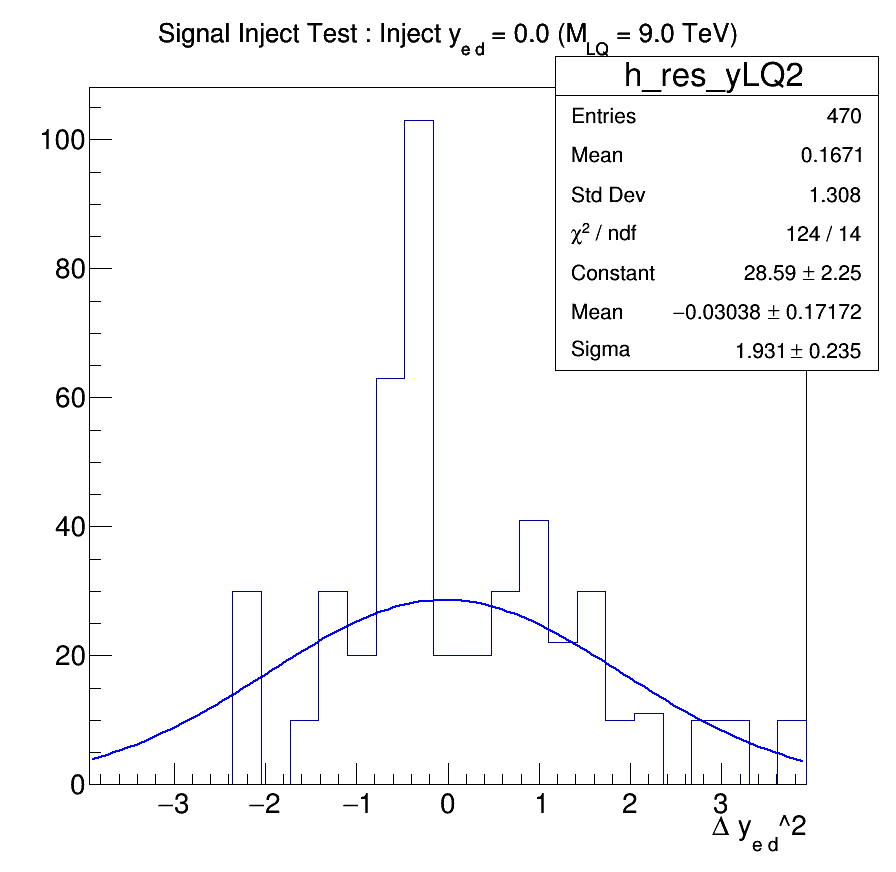 Signal Inject Test : Inject y_ed = 0.0 (M_LQ = 9.0 TeV)
h_res_yLQ2
Entries 470
Mean 0.1671
Std Dev 1.308
χ² / ndf 124 / 14
Constant 28.59 ± 2.25
Mean −0.03038 ± 0.17172
Sigma 1.931 ± 0.235
100
80
60
40
20
0
−3 −2 −1 0 1 2 3
Δ y_ed^2